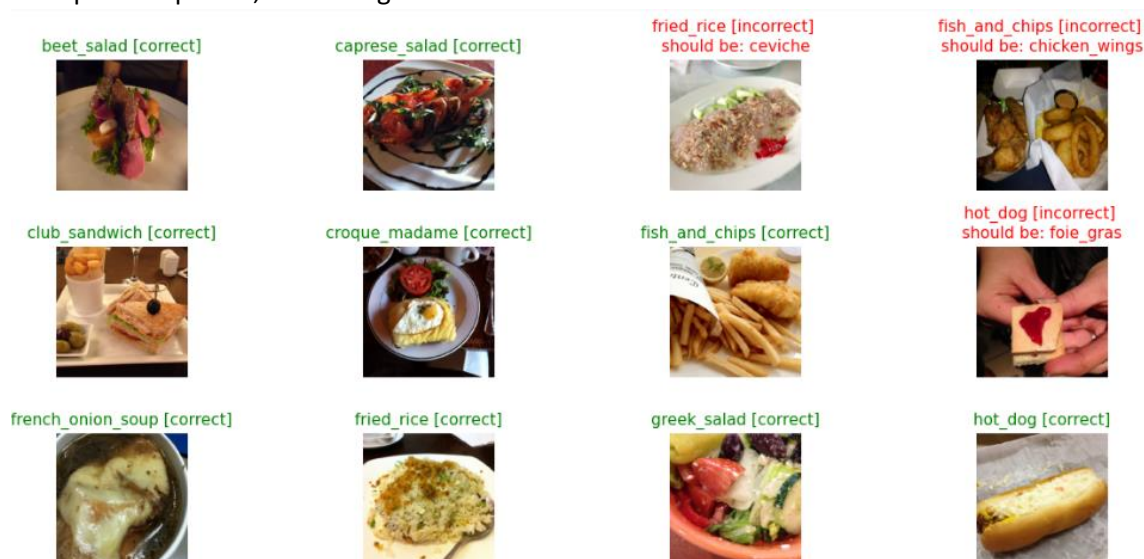 beet_salad [correct]
caprese_salad [correct]
fried_rice [incorrect]
should be: ceviche
fish_and_chips [incorrect]
should be: chicken_wings
club_sandwich [correct]
croque_madame [correct]
fish_and_chips [correct]
hot_dog [incorrect]
should be: foie_gras
french_onion_soup [correct]
fried_rice [correct]
greek_salad [correct]
hot_dog [correct]